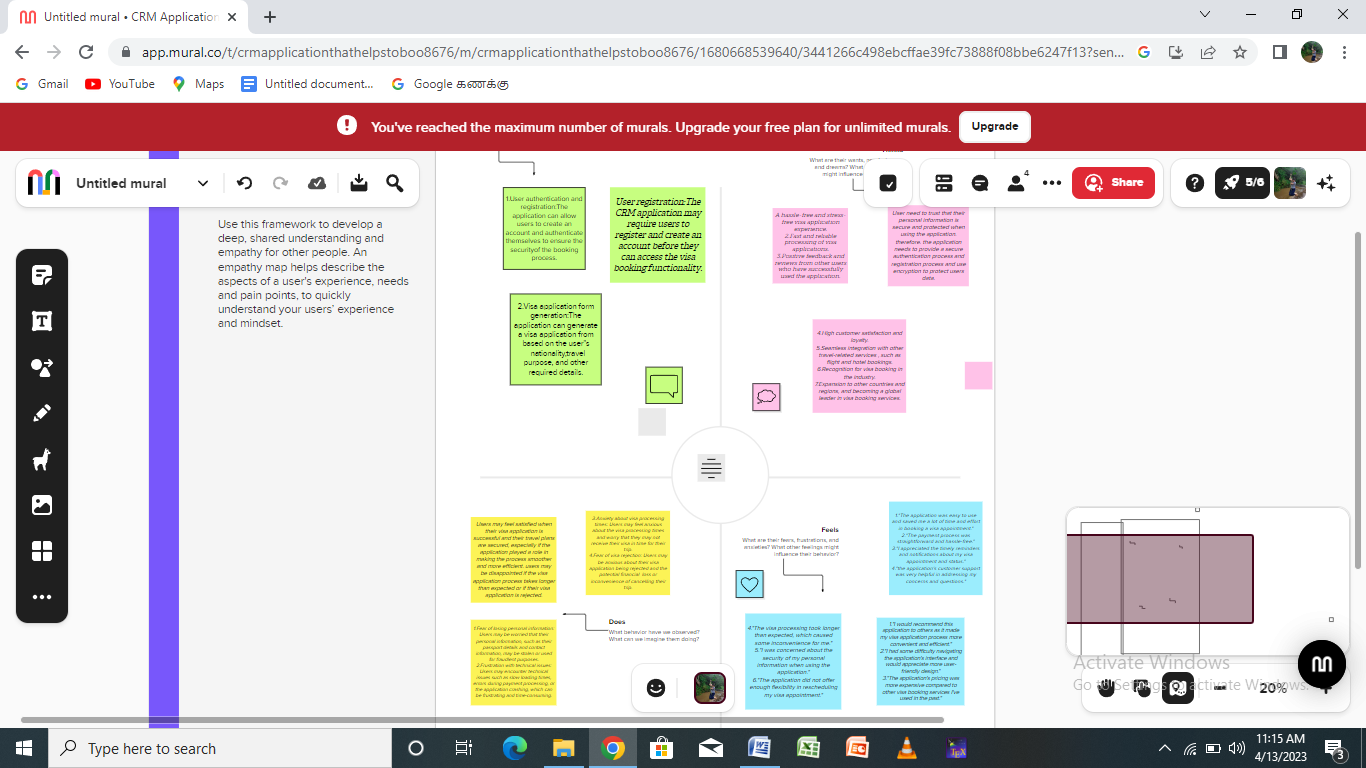 Untitled mural • CRM Application
app.mural.co/t/crmapplicationthathelpstoboo8676/m/crmapplicationthathelpstoboo8676/1680668539640/3441266c498ebcffae39fc73888f08bbe6247f13?sen...
Gmail
YouTube
Maps
Untitled document...
Google கணக்கு
You've reached the maximum number of murals. Upgrade your free plan for unlimited murals.
Upgrade
Untitled mural
4
Share
5/6
Use this framework to develop a
deep, shared understanding and
empathy for other people. An
empathy map helps describe the
aspects of a user's experience, needs
and pain points, to quickly
understand your users' experience
and mindset.
1.User authentication and
registration:The
application can allow
users to create an
account and authenticate
themselves to ensure the
securityof the booking
process.
User registration:The
CRM application may
require users to
register and create an
account before they
can access the visa
booking functionality.
2.Visa application form
generation:The
application can generate
a visa application from
based on the user's
nationality,travel
purpose, and other
required details.
What are their wants,
and dreams? What
might influence
A hassle-free and stress-
free visa application
experience.
2.Fast and reliable
processing of visa
applications.
3.Positive feedback and
reviews from other users
who have successfully
used the application.
User need to trust that their
personal information is
secure and protected when
using the application.
therefore. the application
needs to provide a secure
authentication process and
registration process and use
encryption to protect users
data.
4.High customer satisfaction and
loyalty.
5.Seamless integration with other
travel-related services , such as
flight and hotel bookings.
6.Recognition for visa booking in
the industry.
7.Expansion to other countries and
regions, and becoming a global
leader in visa booking services.
Users may feel satisfied when
their visa application is
successful and their travel plans
are secured, especially if the
application played a role in
making the process smoother
and more efficient. users may
be disappointed if the visa
application process takes longer
than expected or if their visa
application is rejected.
3.Anxiety about visa processing
times: Users may feel anxious
about the visa processing times
and worry that they may not
receive their visa in time for their
trip.
4.Fear of visa rejection: Users may
be anxious about their visa
application being rejected and the
potential financial loss or
inconvenience of canceling their
trip.
1.Fear of losing personal information:
Users may be worried that their
personal information, such as their
passport details and contact
information, may be stolen or used
for fraudlent purposes.
2.Frustration with technical issues:
Users may encounter technical
issues such as slow loading times,
errors during payment processing, or
the application crashing, which can
be frustrating and time-consuming.
Does
What behavior have we observed?
What can we imagine them doing?
Feels
What are their fears, frustrations, and
anxieties? What other feelings might
influence their behavior?
1."The application was easy to use
and saved me a lot of time and effort
in booking a visa appointment."
2."The payment process was
straightforward and hassle-free"
3."I appreciated the timely reminders
and notifications about my visa
appointment and status."
4."the application's customer support
was very helpful in addressing my
concerns and questions."
4."The visa processing took longer
than expected, which caused
some inconvenience for me."
5."I was concerned about the
security of my personal
information when using the
application."
6."The application did not offer
enough flexibility in rescheduling
my visa appointment."
1."I would recommend this
application to others as it made
my visa application process more
convenient and efficient."
2."I had some difficulty navigating
the application's interface and
would appreciate more user-
friendly design."
3."The application's pricing was
more expensive compared to
other visa booking services I've
used in the past."
Activate Windows
Go to Settings to activate Windows.
20%
Type here to search
11:15 AM
4/13/2023
3